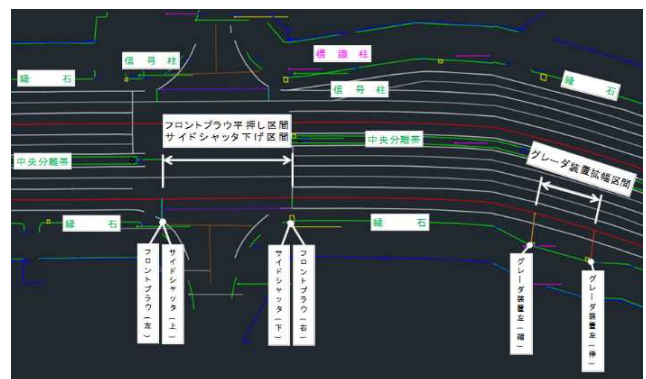 信号柱
標識柱
縁石
縁石
信号柱
フロントプラウ平押し区間
サイドシャッタ下げ区間
中央分離帯
中央分離帯
グレーダ装置拡幅区間
縁石
縁石
フロントプラウ(左)
サイドシャッタ(上)
サイドシャッタ(下)
フロントプラウ(右)
グレーダ装置左(縮)
グレーダ装置左(伸)